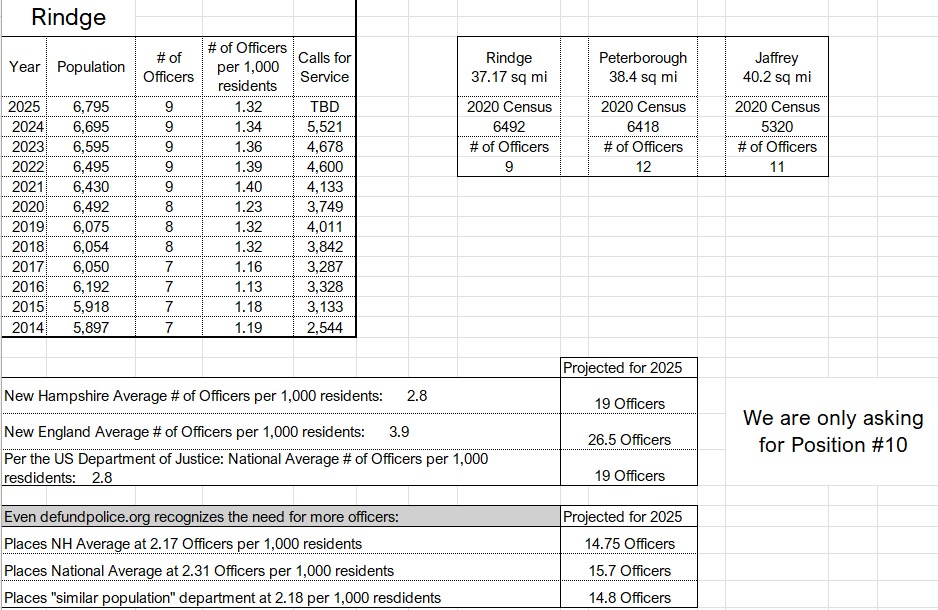 Rindge
Year Population # of Officers # of Officers per 1,000 residents Calls for Service
2025 6,795 9 1.32 TBD
2024 6,695 9 1.34 5,521
2023 6,595 9 1.36 4,678
2022 6,495 9 1.39 4,600
2021 6,430 9 1.40 4,133
2020 6,492 8 1.23 3,749
2019 6,075 8 1.32 4,011
2018 6,054 8 1.32 3,842
2017 6,050 7 1.16 3,287
2016 6,192 7 1.13 3,328
2015 5,918 7 1.18 3,133
2014 5,897 7 1.19 2,544
Rindge Peterborough Jaffrey
37.17 sq mi 38.4 sq mi 40.2 sq mi
2020 Census 2020 Census 2020 Census
6492 6418 5320
# of Officers # of Officers # of Officers
9 12 11
Projected for 2025
New Hampshire Average # of Officers per 1,000 residents: 2.8 19 Officers
New England Average # of Officers per 1,000 residents: 3.9 26.5 Officers
Per the US Department of Justice: National Average # of Officers per 1,000
resdidents: 2.8 19 Officers
We are only asking
for Position #10
Even defundpolice.org recognizes the need for more officers: Projected for 2025
Places NH Average at 2.17 Officers per 1,000 residents 14.75 Officers
Places National Average at 2.31 Officers per 1,000 residents 15.7 Officers
Places "similar population" department at 2.18 per 1,000 resdidents 14.8 Officers